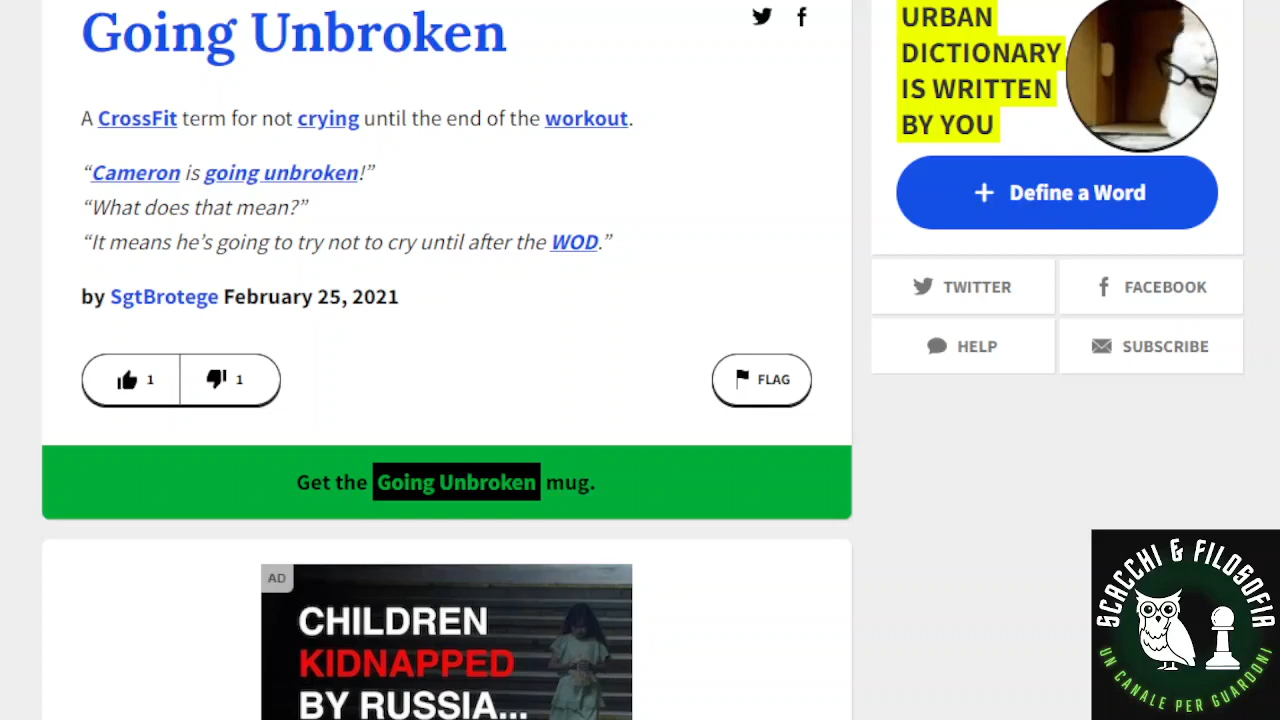 Going Unbroken
A CrossFit term for not crying until the end of the workout.
“Cameron is going unbroken!”
“What does that mean?”
“It means he’s going to try not to cry until after the WOD.”
by SgtBrotege February 25, 2021
1 1
FLAG
Get the Going Unbroken mug.
AD
CHILDREN
KIDNAPPED
BY RUSSIA...
URBAN
DICTIONARY
IS WRITTEN
BY YOU
+ Define a Word
TWITTER
FACEBOOK
HELP
SUBSCRIBE
SCACCHI & FILOSOFIA
UN CANALE PER GUARDONI